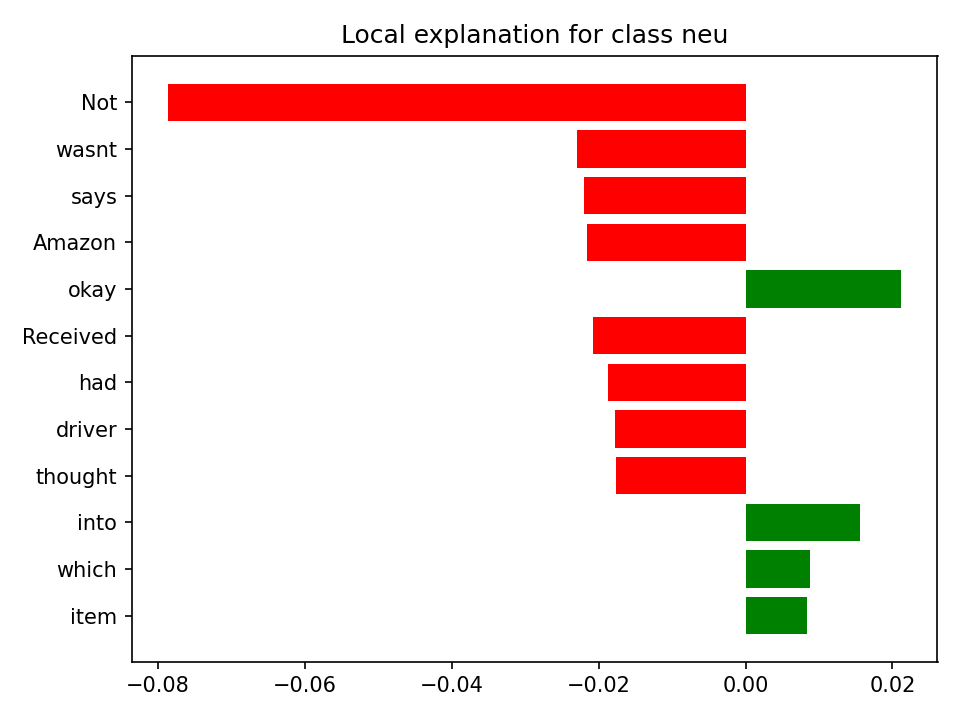 Local explanation for class neu
Not
wasnt
says
Amazon
okay
Received
had
driver
thought
into
which
item
−0.08 −0.06 −0.04 −0.02 0.00 0.02